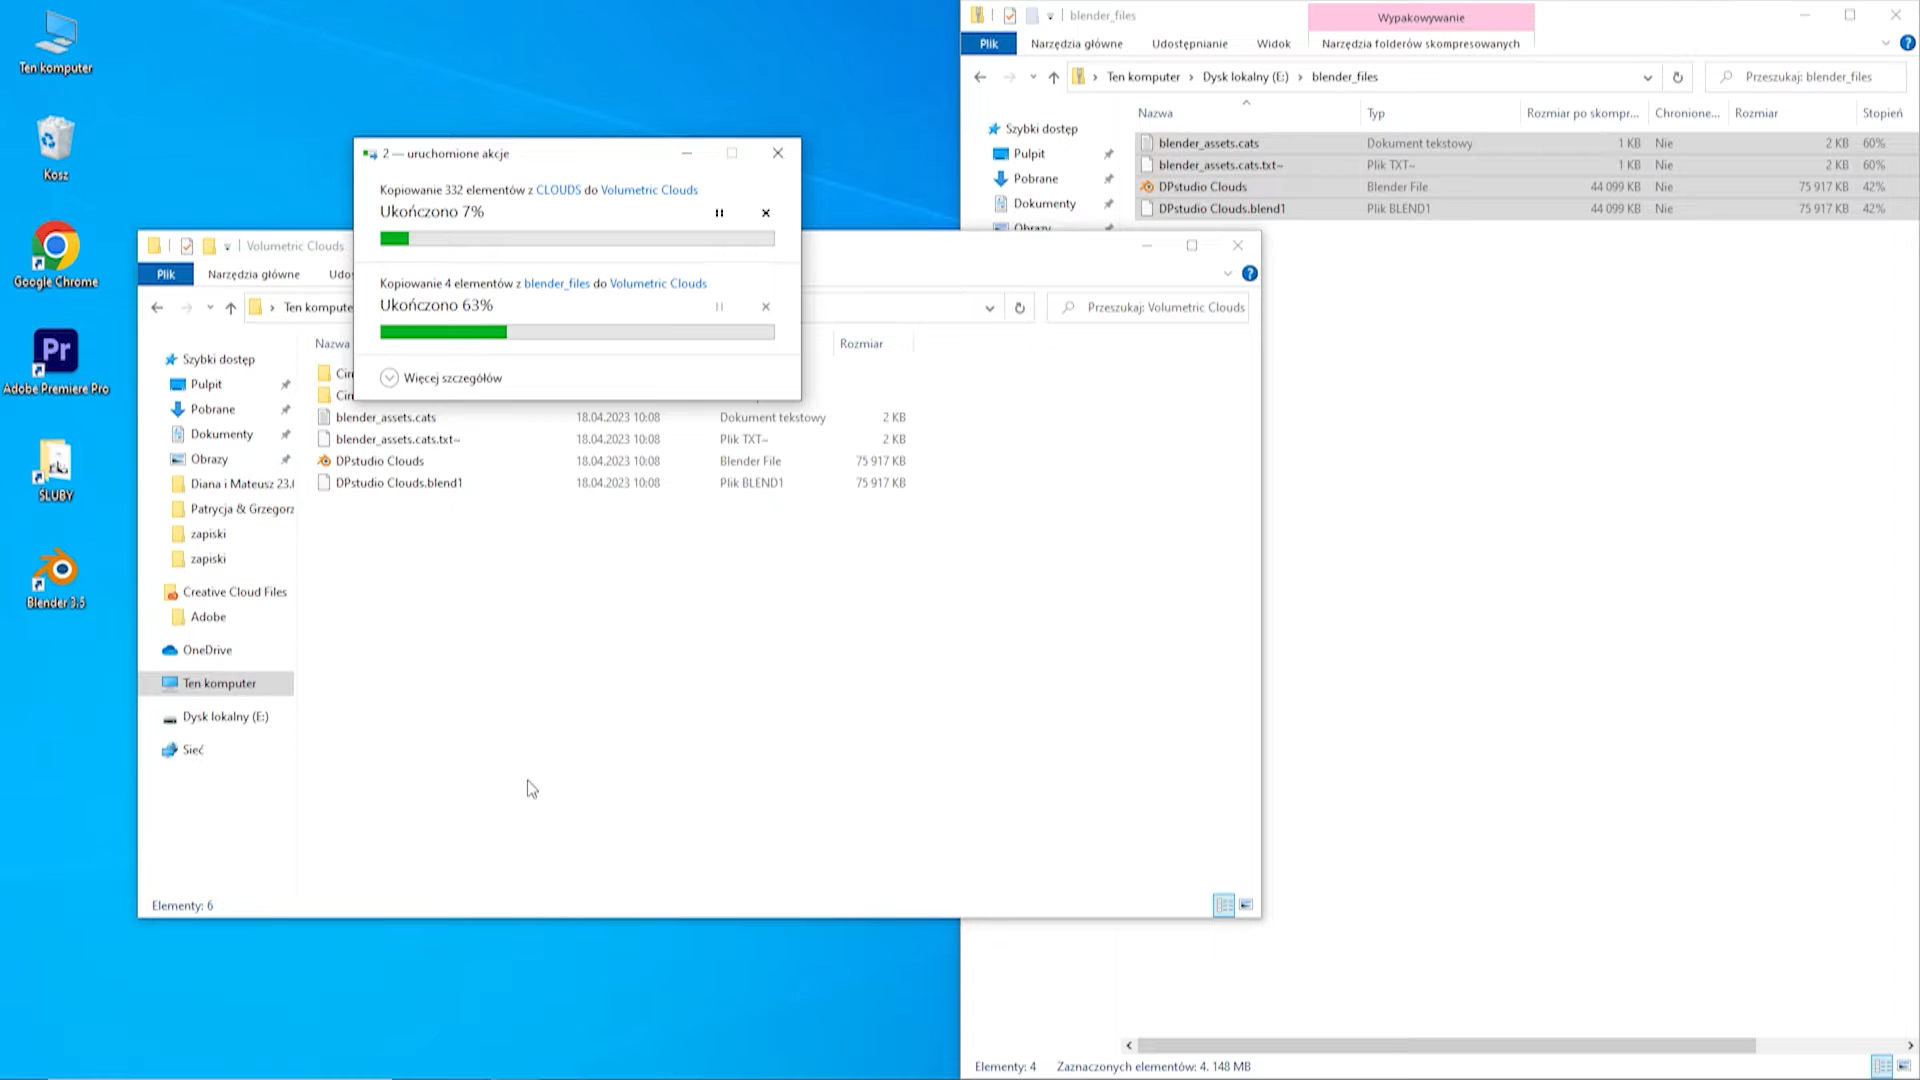 Ten komputer
Kosz
Google Chrome
Pr
Adobe Premiere Pro
SLUBY
Blender 3.5
blender_files
Wypakowywanie
Plik
Narzędzia główne
Udostępnianie
Widok
Narzędzia folderów skompresowanych
Ten komputer
Dysk lokalny (E:)
blender_files
Przeszukaj: blender_files
Szybki dostęp
Pulpit
Pobrane
Dokumenty
Obrazy
Nazwa Typ Rozmiar po skompr... Chronione... Rozmiar Stopień
blender_assets.cats Dokument tekstowy 1 KB Nie 2 KB 60%
blender_assets.cats.txt~ Plik TXT~ 1 KB Nie 2 KB 60%
DPstudio Clouds Blender File 44 099 KB Nie 75 917 KB 42%
DPstudio Clouds.blend1 Plik BLEND1 44 099 KB Nie 75 917 KB 42%
2 — uruchomione akcje
Kopiowanie 332 elementów z CLOUDS do Volumetric Clouds
Ukończono 7%
Kopiowanie 4 elementów z blender_files do Volumetric Clouds
Ukończono 63%
Więcej szczegółów
Volumetric Clouds
Plik
Narzędzia główne
Udo
Ten kompute
Przeszukaj: Volumetric Clouds
Szybki dostęp
Pulpit
Pobrane
Dokumenty
Obrazy
Diana i Mateusz 23.
Patrycja & Grzegorz
zapiski
zapiski
Creative Cloud Files
Adobe
OneDrive
Ten komputer
Dysk lokalny (E:)
Sieć
Nazwa Rozmiar
blender_assets.cats 18.04.2023 10:08 Dokument tekstowy 2 KB
blender_assets.cats.txt~ 18.04.2023 10:08 Plik TXT~ 2 KB
DPstudio Clouds 18.04.2023 10:08 Blender File 75 917 KB
DPstudio Clouds.blend1 18.04.2023 10:08 Plik BLEND1 75 917 KB
Elementy: 6
Elementy: 4 Zaznaczonych elementów: 4. 148 MB